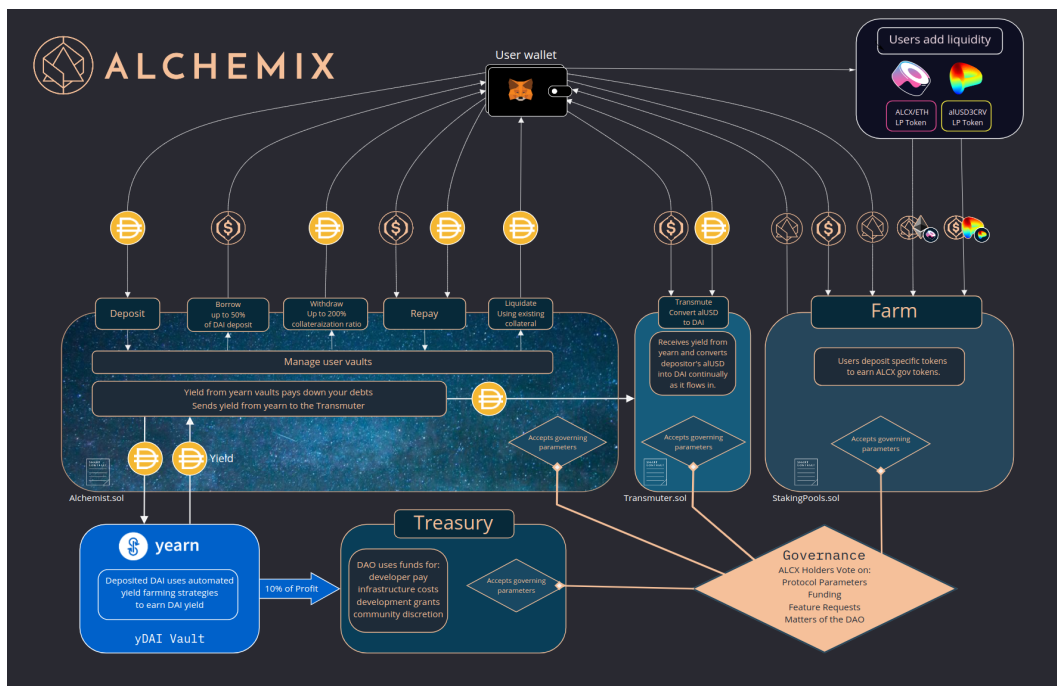 ALCHEMIX
User wallet
Users add liquidity
ALCX/ETH
LP Token
alUSD3CRV
LP Token
Deposit
Borrow
up to 50%
of DAI deposit
Withdraw
Up to 200%
collateraization ratio
Repay
Liquidate
Using existing
collateral
Manage user vaults
Yield from yearn vaults pays down your debts
Sends yield from yearn to the Transmuter
Yield
Accepts governing
parameters
SMART
CONTRACT
Alchemist.sol
Transmute
Convert alUSD
to DAI
Receives yield from
yearn and converts
depositor's alUSD
into DAI continually
as it flows in.
Accepts governing
parameters
SMART
CONTRACT
Transmuter.sol
Farm
Users deposit specific tokens
to earn ALCX gov tokens.
Accepts governing
parameters
SMART
CONTRACT
StakingPools.sol
yearn
Deposited DAI uses automated
yield farming strategies
to earn DAI yield
yDAI Vault
10% of Profit
Treasury
DAO uses funds for:
developer pay
infrastructure costs
development grants
community discretion
Accepts governing
parameters
Governance
ALCX Holders Vote on:
Protocol Parameters
Funding
Feature Requests
Matters of the DAO